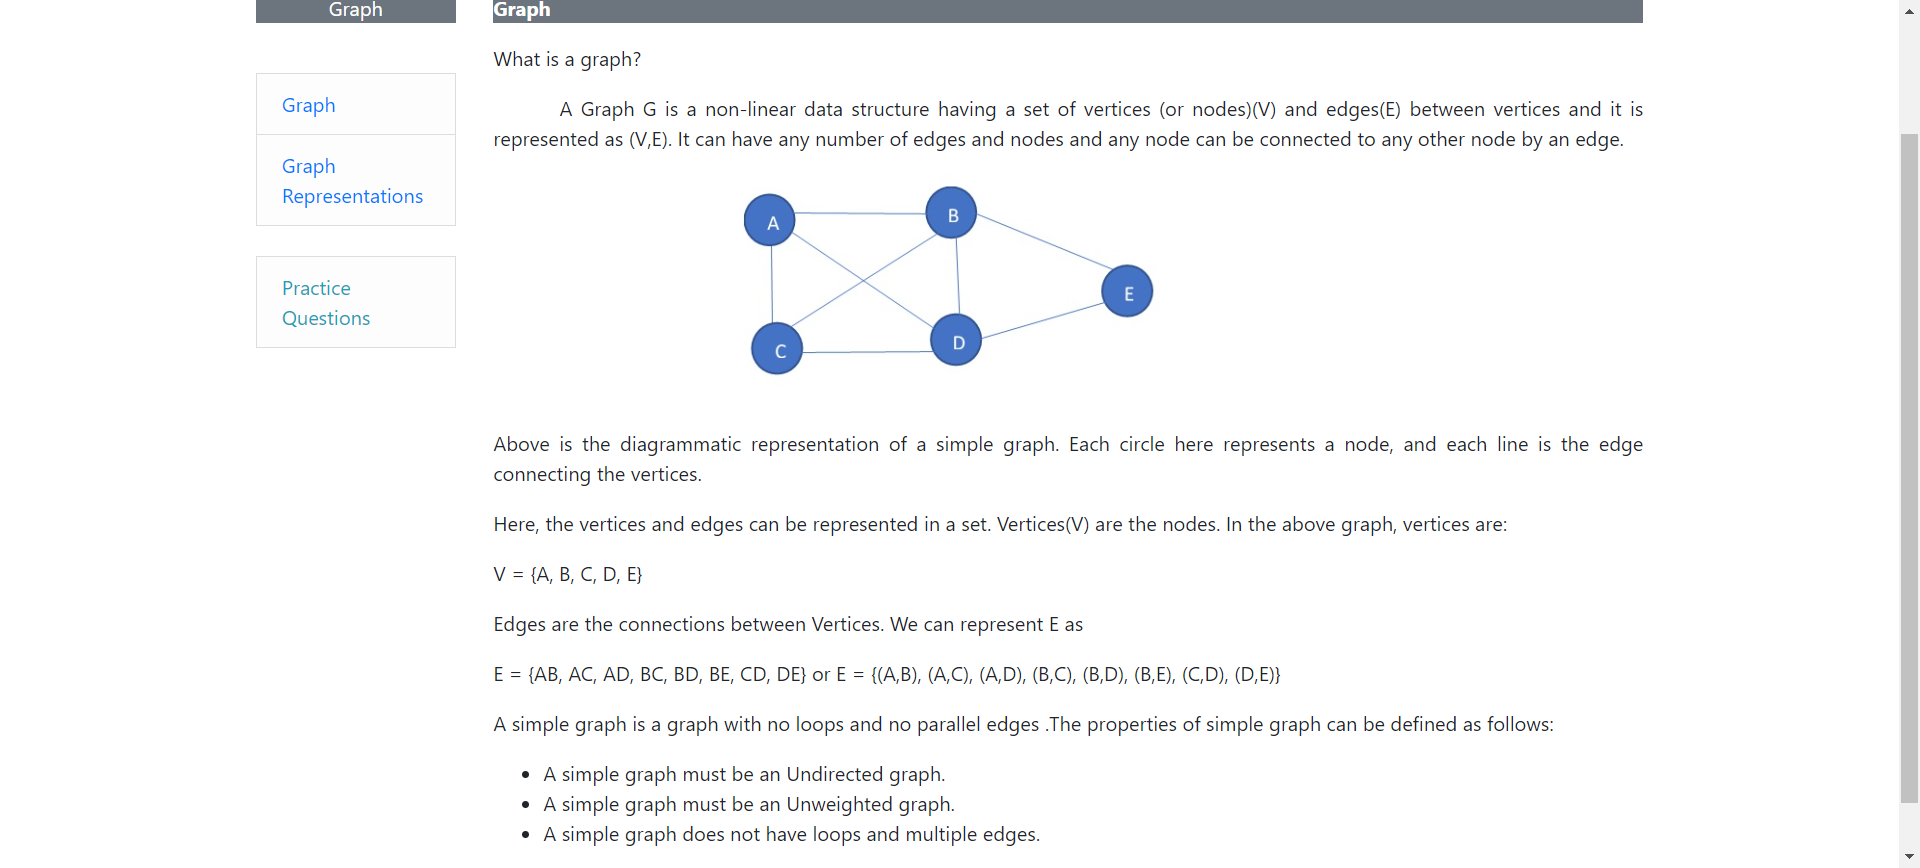 Graph
Graph
Graph
Representations
Practice
Questions
Graph
What is a graph?
A Graph G is a non-linear data structure having a set of vertices (or nodes)(V) and edges(E) between vertices and it is
represented as (V,E). It can have any number of edges and nodes and any node can be connected to any other node by an edge.
A
B
E
C
D
Above is the diagrammatic representation of a simple graph. Each circle here represents a node, and each line is the edge
connecting the vertices.
Here, the vertices and edges can be represented in a set. Vertices(V) are the nodes. In the above graph, vertices are:
V = {A, B, C, D, E}
Edges are the connections between Vertices. We can represent E as
E = {AB, AC, AD, BC, BD, BE, CD, DE} or E = {(A,B), (A,C), (A,D), (B,C), (B,D), (B,E), (C,D), (D,E)}
A simple graph is a graph with no loops and no parallel edges .The properties of simple graph can be defined as follows:
• A simple graph must be an Undirected graph.
• A simple graph must be an Unweighted graph.
• A simple graph does not have loops and multiple edges.